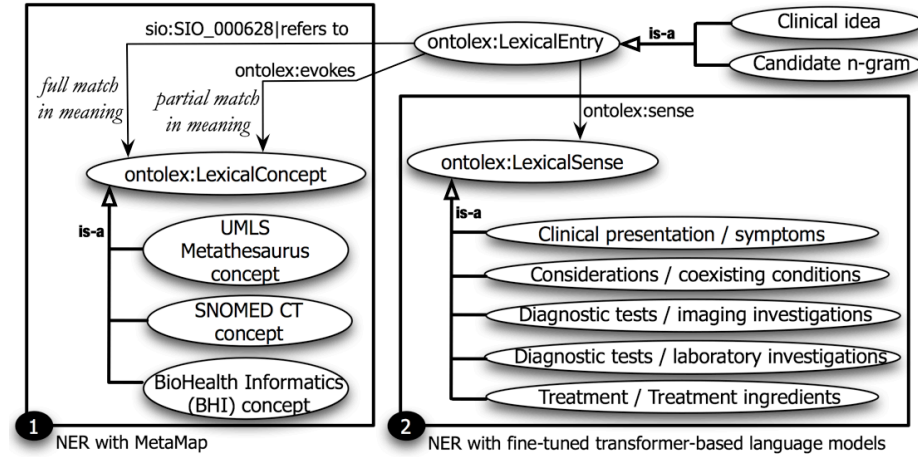 sio:SIO_000628|refers to
ontolex:LexicalEntry
is-a
Clinical idea
Candidate n-gram
full match
in meaning
ontolex:evokes
partial match
in meaning
ontolex:sense
ontolex:LexicalConcept
is-a
UMLS
Metathesaurus
concept
SNOMED CT
concept
BioHealth Informatics
(BHI) concept
1
NER with MetaMap
ontolex:LexicalSense
is-a
Clinical presentation / symptoms
Considerations / coexisting conditions
Diagnostic tests / imaging investigations
Diagnostic tests / laboratory investigations
Treatment / Treatment ingredients
2
NER with fine-tuned transformer-based language models